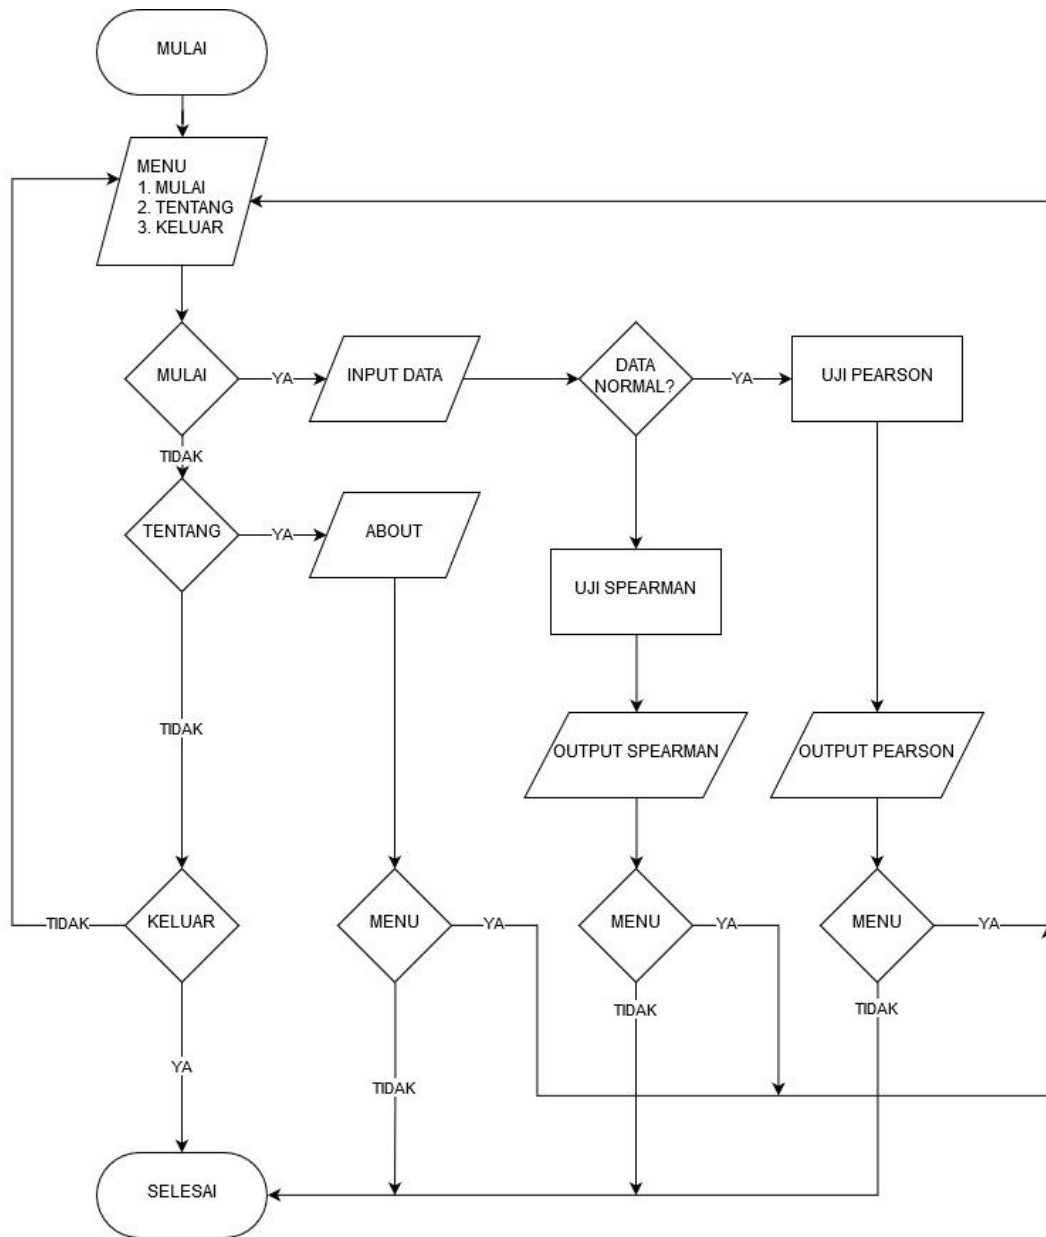 MULAI
MENU
1. MULAI
2. TENTANG
3. KELUAR
MULAI
YA
INPUT DATA
DATA
NORMAL?
YA
UJI PEARSON
TIDAK
TENTANG
YA
ABOUT
UJI SPEARMAN
TIDAK
OUTPUT SPEARMAN
OUTPUT PEARSON
TIDAK
KELUAR
MENU
YA
MENU
YA
MENU
YA
TIDAK
TIDAK
YA
TIDAK
SELESAI